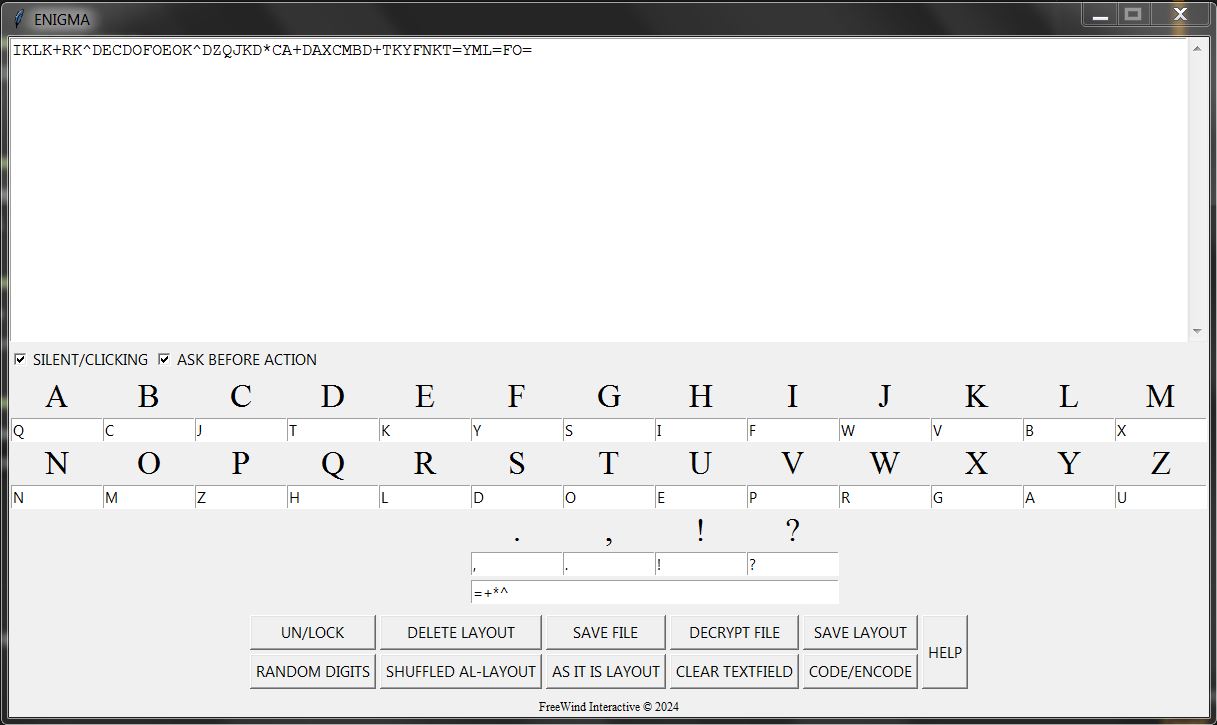 ENIGMA
IKLK+RK^DECDOFOEOK^DZQJKD*CA+DAXCMBD+TKYFNKT=YML=FO=
SILENT/CLICKING ASK BEFORE ACTION
A B C D E F G H I J K L M
Q C J T K Y S I F W V B X
N O P Q R S T U V W X Y Z
N M Z H L D O E P R G A U
. , ! ?
, . ! ?
=+*^
UN/LOCK DELETE LAYOUT SAVE FILE DECRYPT FILE SAVE LAYOUT HELP
RANDOM DIGITS SHUFFLED AL-LAYOUT AS IT IS LAYOUT CLEAR TEXTFIELD CODE/ENCODE
FreeWind Interactive © 2024